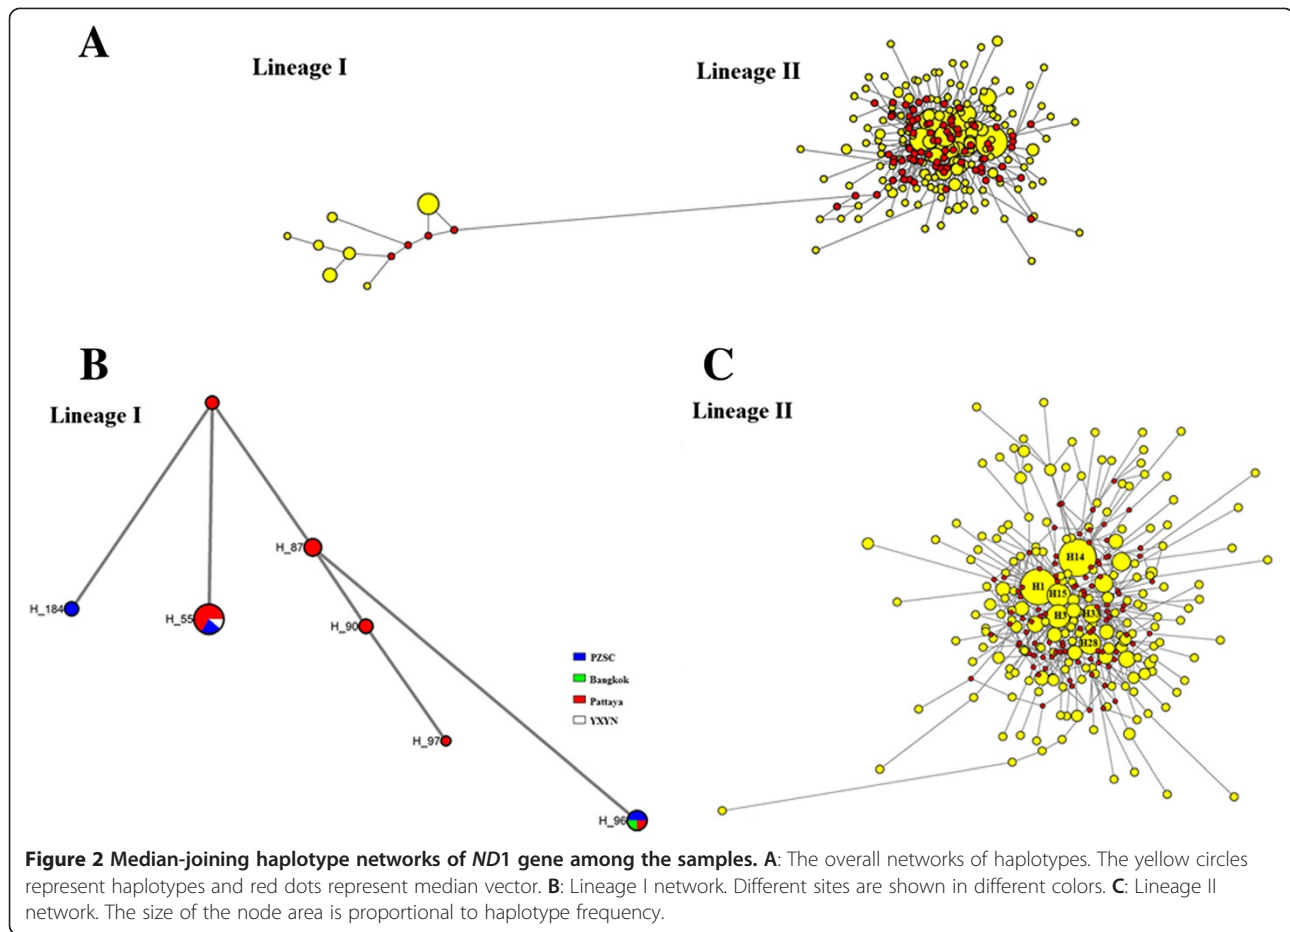 A
Lineage I
Lineage II
B
Lineage I
H_184
H_55
H_87
H_90
H_97
H_96
PZSC
Bangkok
Pattaya
YXYN
C
Lineage II
H14
H1
H15
H3
H33
H28
Figure 2 Median-joining haplotype networks of ND1 gene among the samples. A: The overall networks of haplotypes. The yellow circles
represent haplotypes and red dots represent median vector. B: Lineage I network. Different sites are shown in different colors. C: Lineage II
network. The size of the node area is proportional to haplotype frequency.